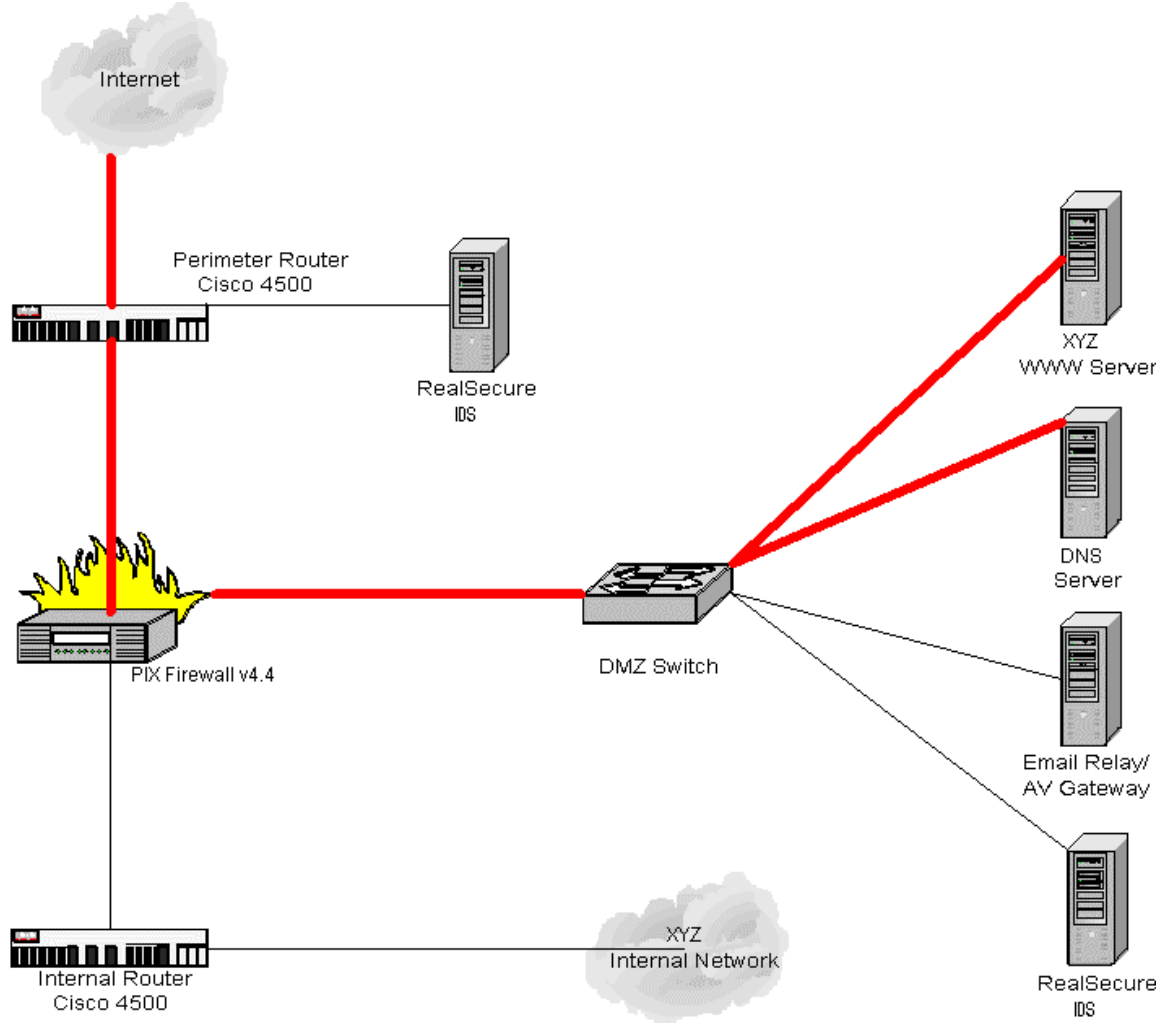 Internet
Perimeter Router
Cisco 4500
RealSecure
IDS
XYZ
WWW Server
DNS
Server
PIX Firewall v4.4
DMZ Switch
Email Relay/
AV Gateway
XYZ
Internal Network
Internal Router
Cisco 4500
RealSecure
IDS